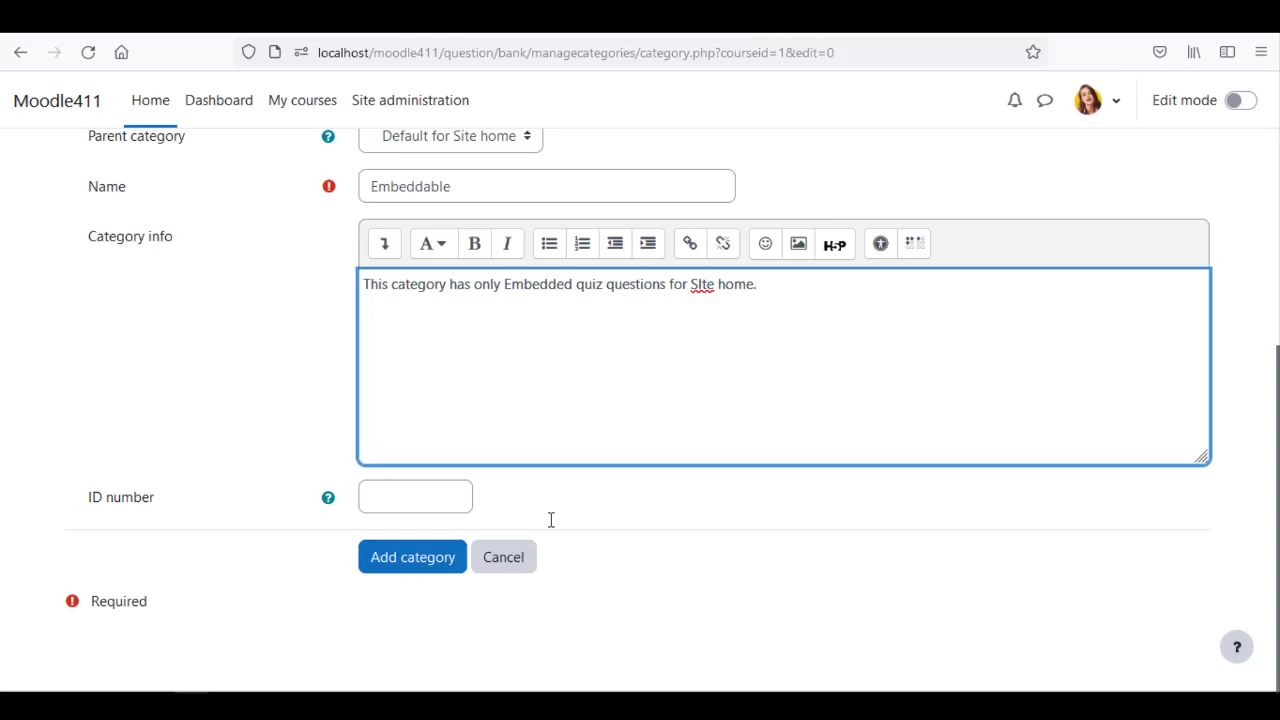 localhost/moodle411/question/bank/managecategories/category.php?courseid=1&edit=0
Moodle411 Home Dashboard My courses Site administration Edit mode
Parent category ? Default for Site home
Name ! Embeddable
Category info A B I H5P
This category has only Embedded quiz questions for SIte home.
ID number ?
Add category Cancel
! Required
?